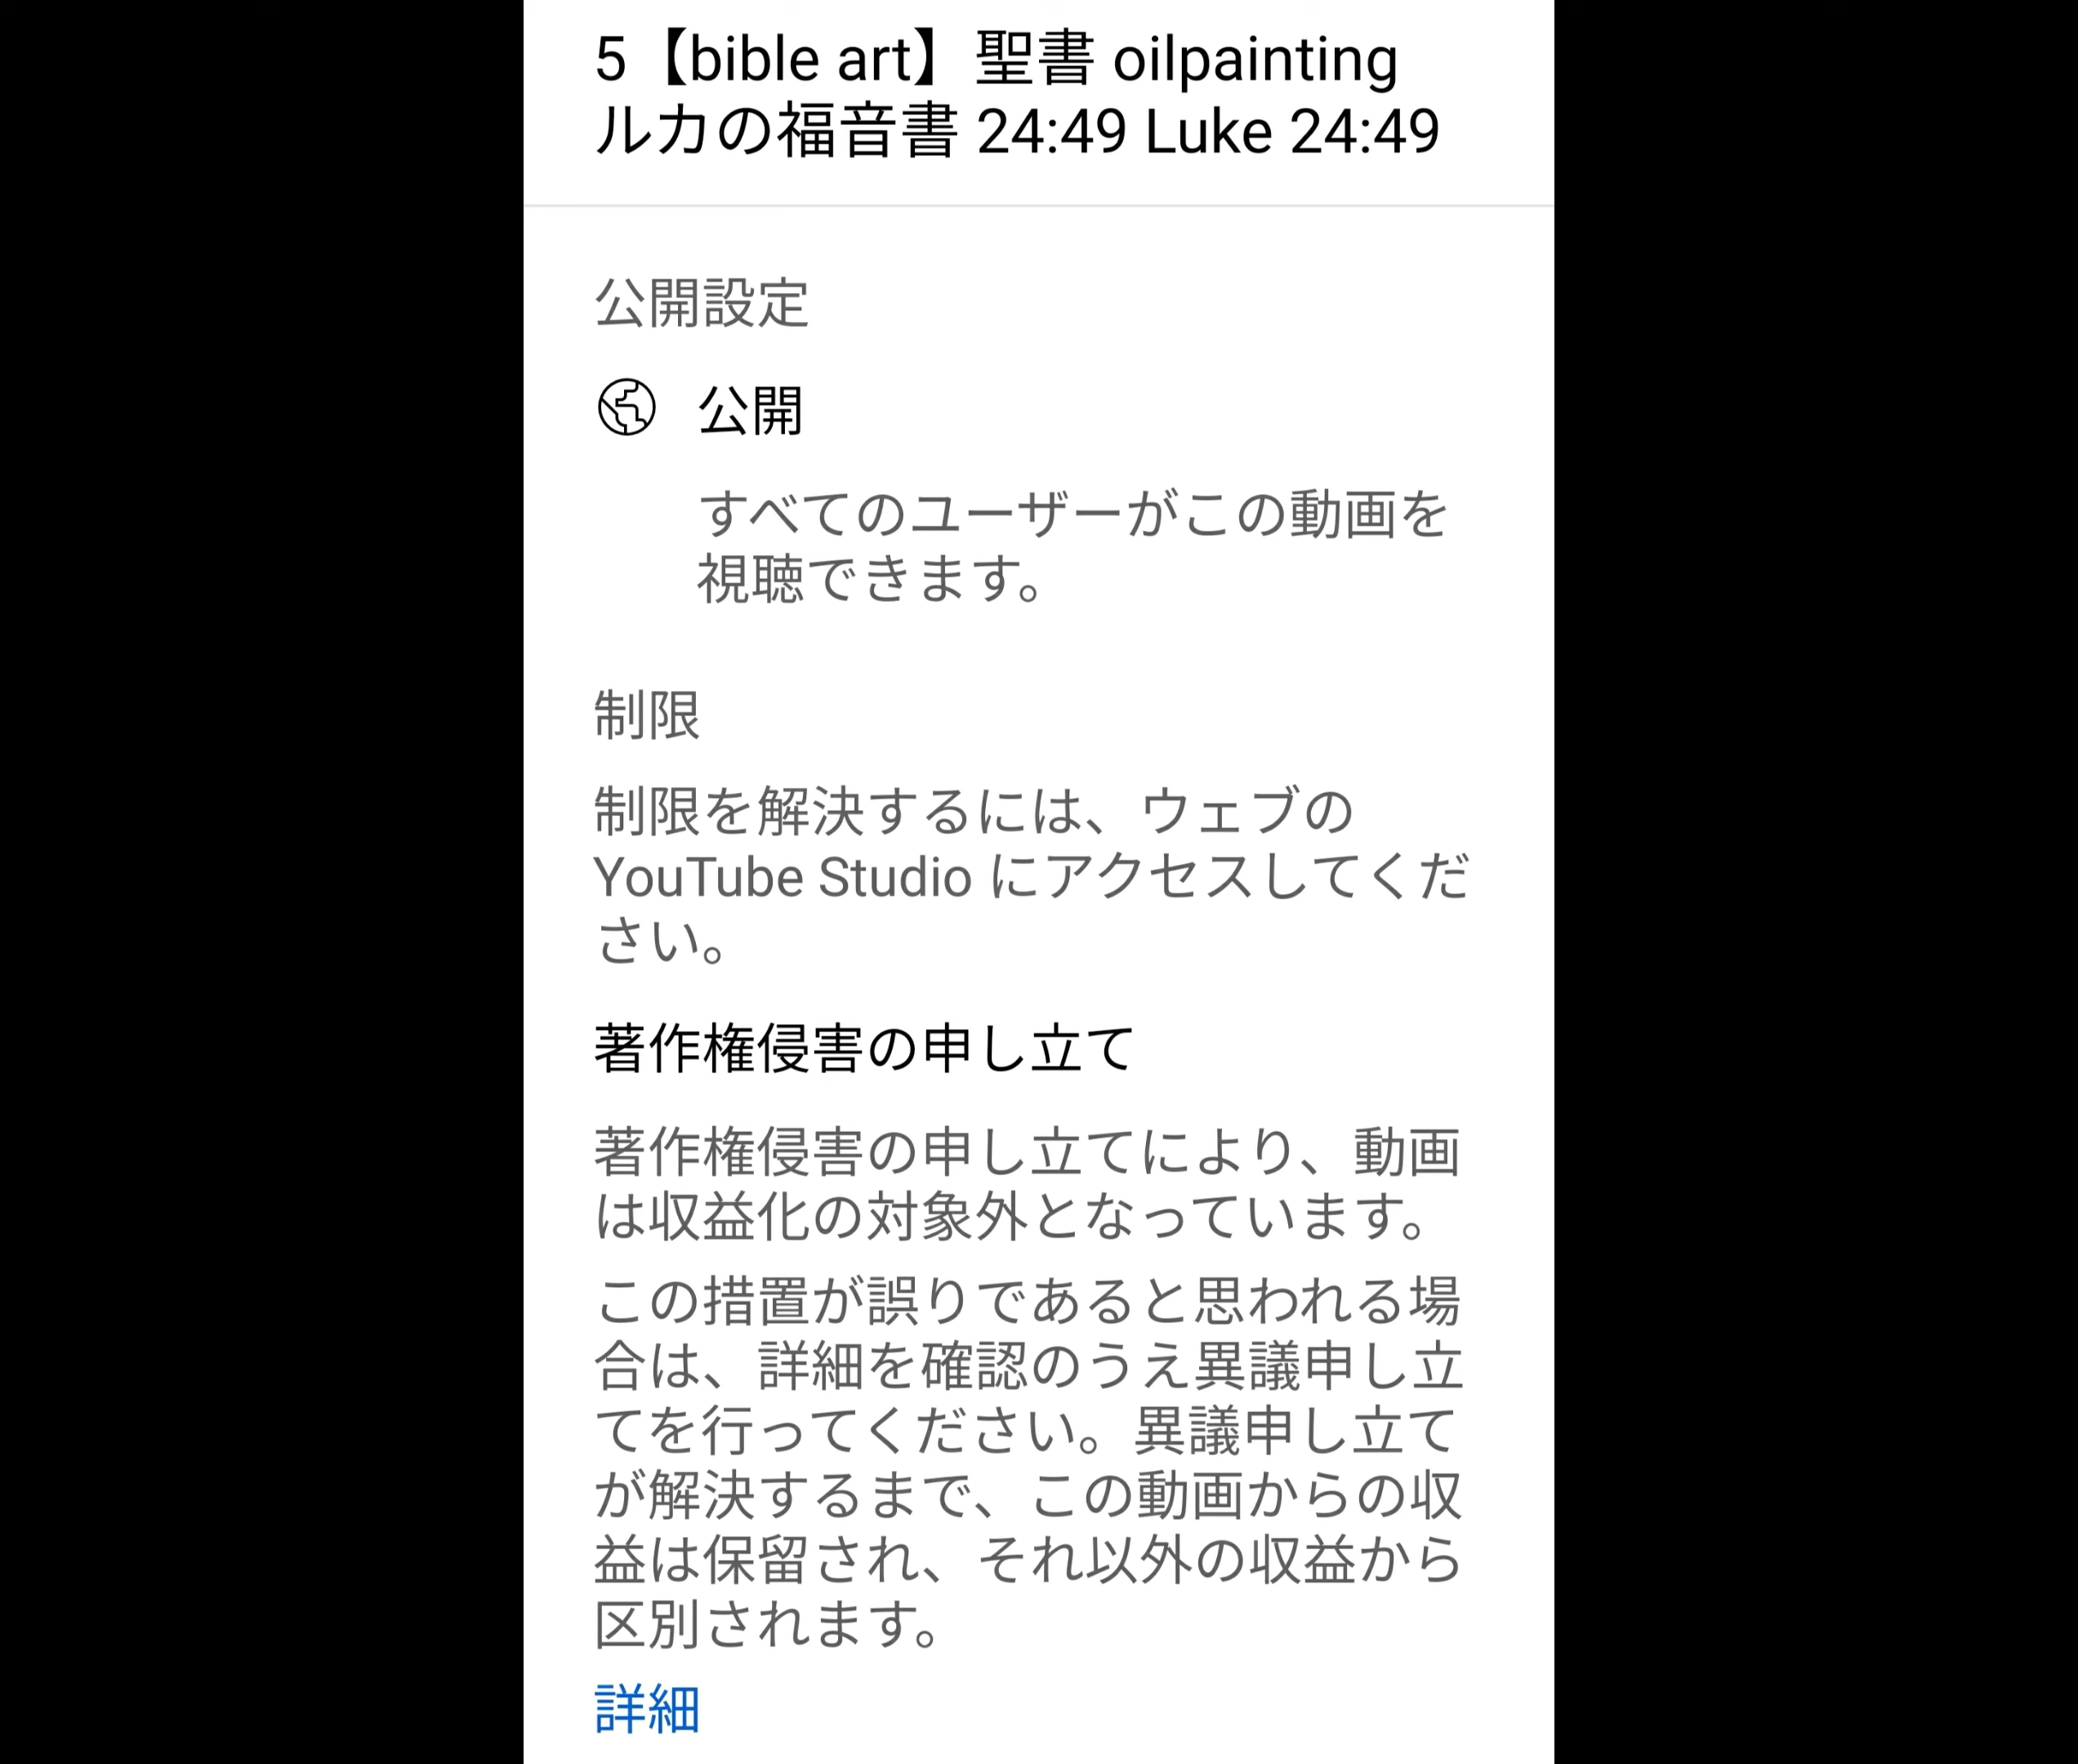 5【bible art】聖書 oilpainting
ルカの福音書 24:49 Luke 24:49
公開設定
公開
すべてのユーザーがこの動画を
視聴できます。
制限
制限を解決するには、ウェブの
YouTube Studio にアクセスしてくだ
さい。
著作権侵害の申し立て
著作権侵害の申し立てにより、動画
は収益化の対象外となっています。
この措置が誤りであると思われる場
合は、詳細を確認のうえ異議申し立
てを行ってください。異議申し立て
が解決するまで、この動画からの収
益は保留され、それ以外の収益から
区別されます。
詳細